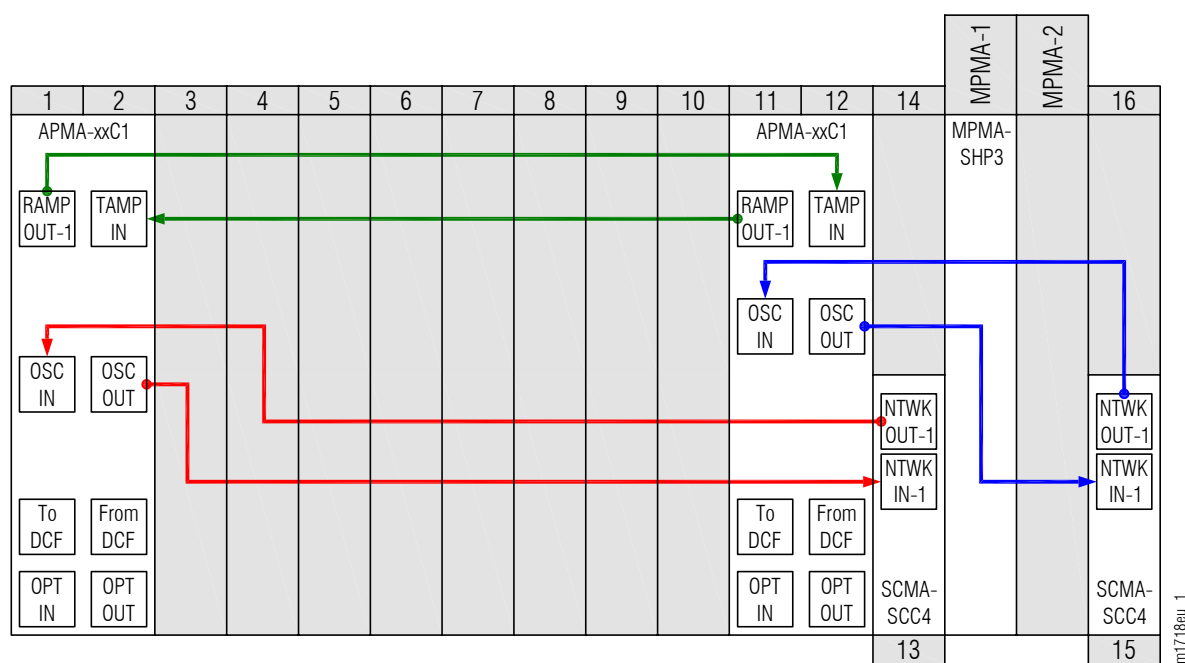 MPMA-1
MPMA-2
1
2
3
4
5
6
7
8
9
10
11
12
14
16
APMA-xxC1
APMA-xxC1
MPMA-
SHP3
RAMP
OUT-1
TAMP
IN
RAMP
OUT-1
TAMP
IN
OSC
IN
OSC
OUT
OSC
IN
OSC
OUT
NTWK
OUT-1
NTWK
OUT-1
NTWK
IN-1
NTWK
IN-1
To
DCF
From
DCF
To
DCF
From
DCF
OPT
IN
OPT
OUT
OPT
IN
OPT
OUT
SCMA-
SCC4
SCMA-
SCC4
13
15
m1718eu_1